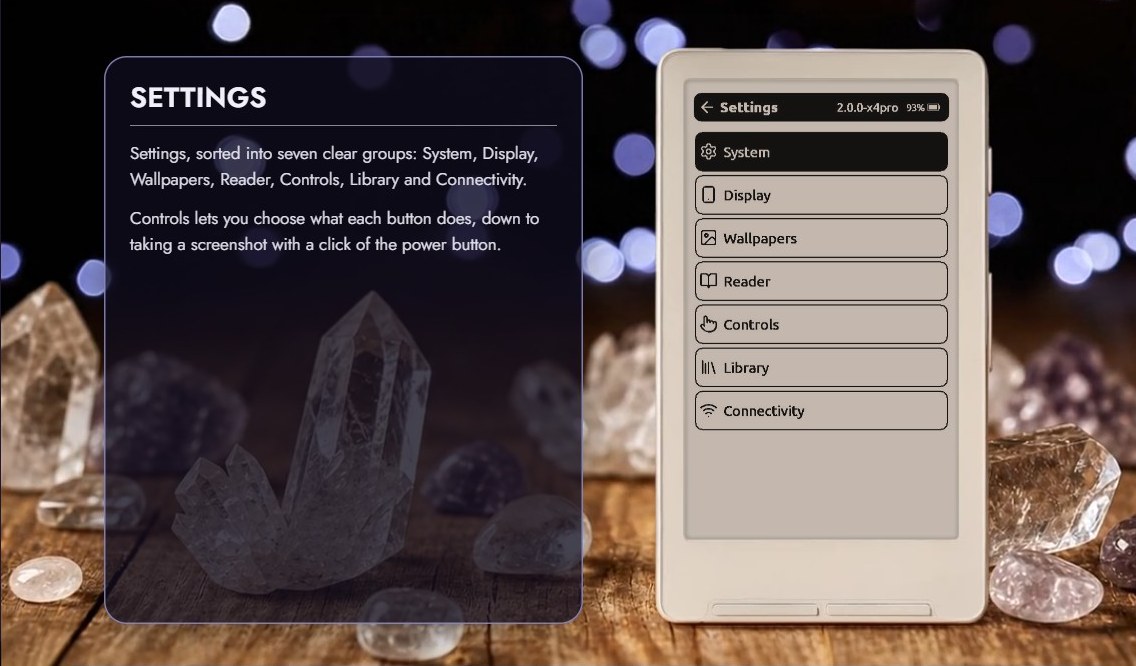 SETTINGS
Settings, sorted into seven clear groups: System, Display,
Wallpapers, Reader, Controls, Library and Connectivity.
Controls lets you choose what each button does, down to
taking a screenshot with a click of the power button.
Settings 2.0.0-x4pro 93%
System
Display
Wallpapers
Reader
Controls
Library
Connectivity